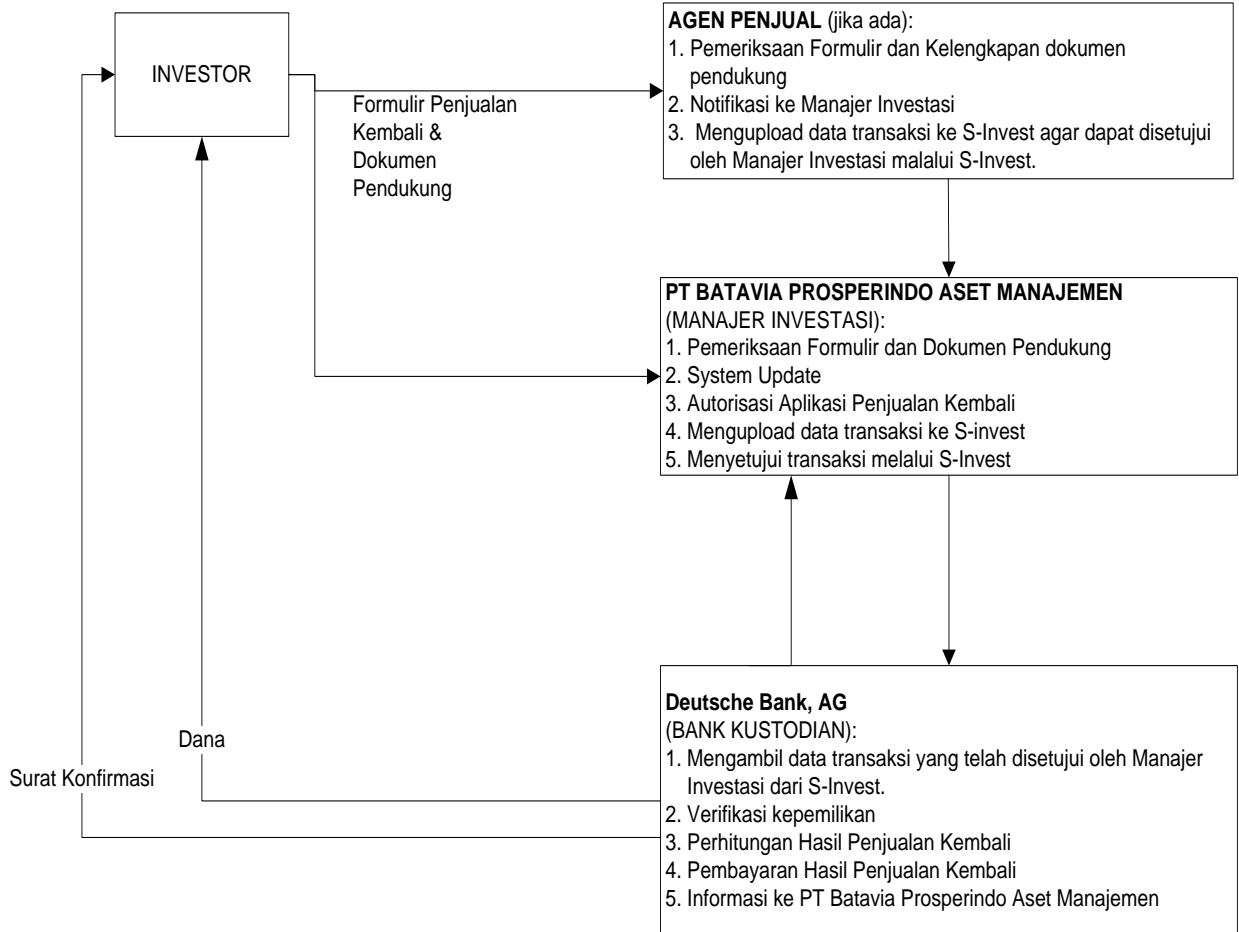 INVESTOR
Formulir Penjualan
Kembali &
Dokumen
Pendukung
AGEN PENJUAL (jika ada):
1. Pemeriksaan Formulir dan Kelengkapan dokumen
pendukung
2. Notifikasi ke Manajer Investasi
3. Mengupload data transaksi ke S-Invest agar dapat disetujui
oleh Manajer Investasi malalui S-Invest.
PT BATAVIA PROSPERINDO ASET MANAJEMEN
(MANAJER INVESTASI):
1. Pemeriksaan Formulir dan Dokumen Pendukung
2. System Update
3. Autorisasi Aplikasi Penjualan Kembali
4. Mengupload data transaksi ke S-invest
5. Menyetujui transaksi melalui S-Invest
Deutsche Bank, AG
(BANK KUSTODIAN):
1. Mengambil data transaksi yang telah disetujui oleh Manajer
Investasi dari S-Invest.
2. Verifikasi kepemilikan
3. Perhitungan Hasil Penjualan Kembali
4. Pembayaran Hasil Penjualan Kembali
5. Informasi ke PT Batavia Prosperindo Aset Manajemen
Dana
Surat Konfirmasi